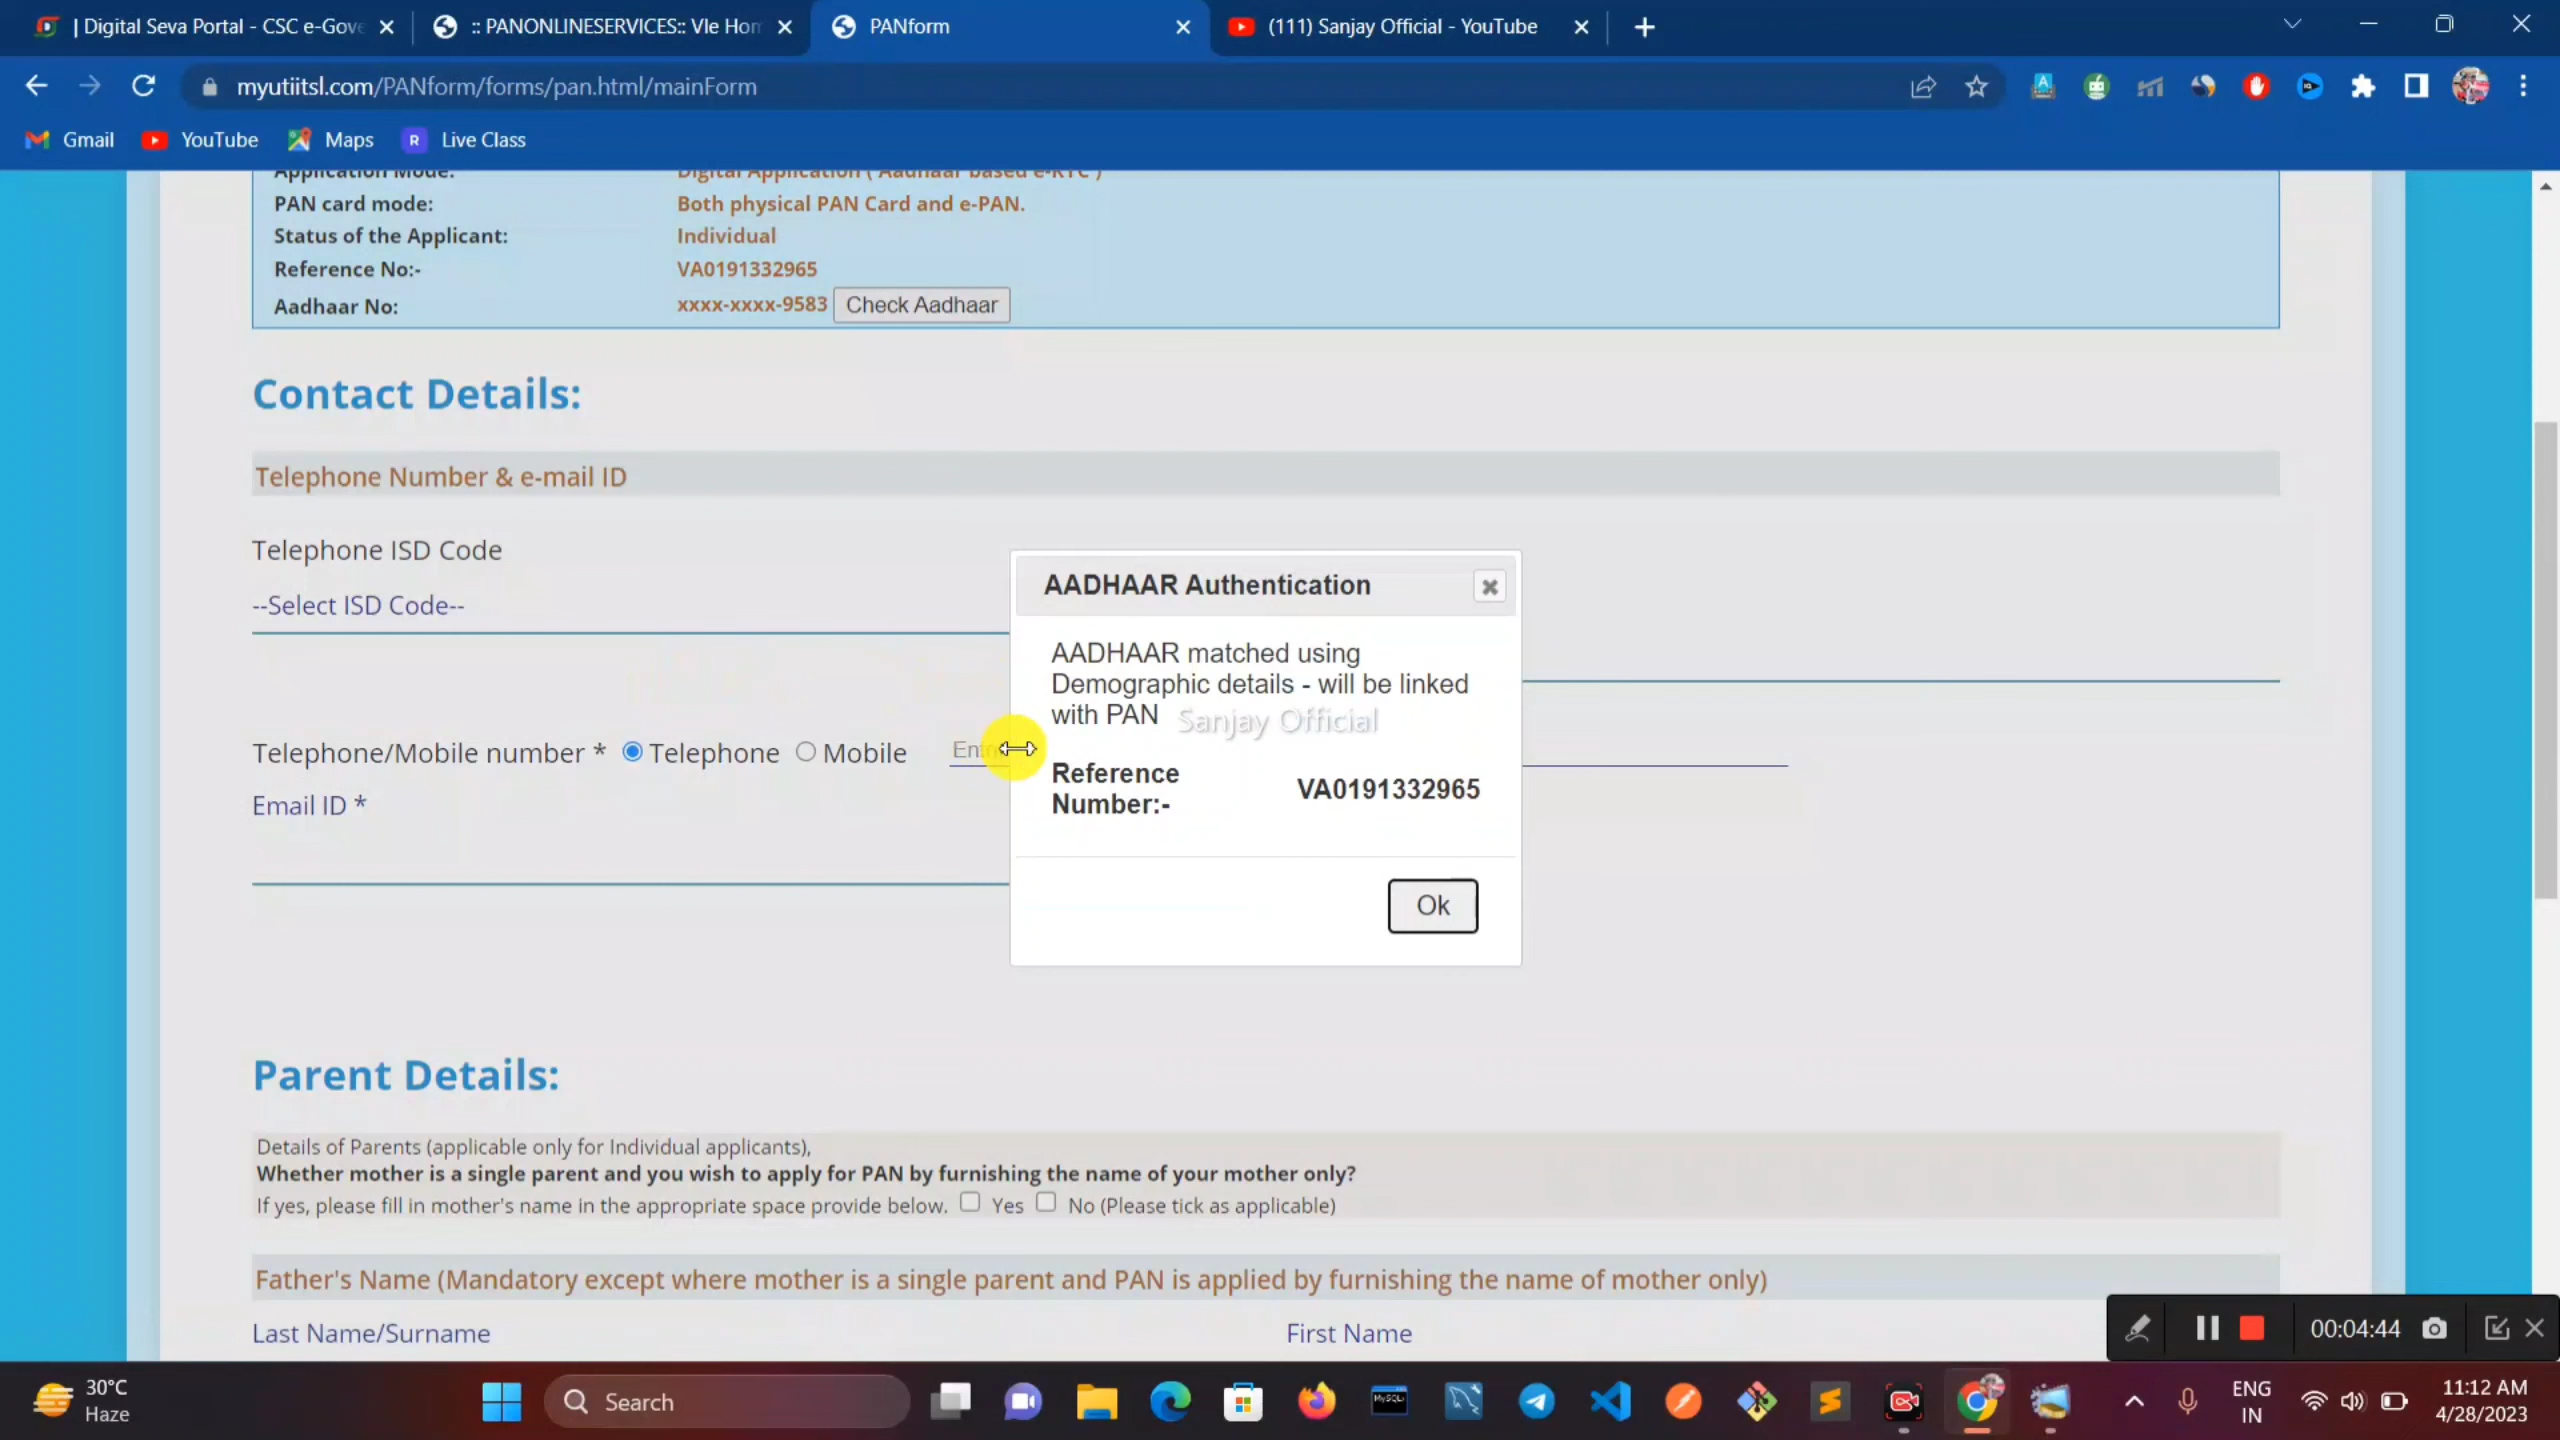 | Digital Seva Portal - CSC e-Gove
:: PANONLINESERVICES:: Vle Hom
PANform
(111) Sanjay Official - YouTube
myutiitsl.com/PANform/forms/pan.html/mainForm
Gmail
YouTube
Maps
R
Live Class
Application Mode:
Digital Application ( Aadhaar based e-KYC )
PAN card mode:
Both physical PAN Card and e-PAN.
Status of the Applicant:
Individual
Reference No:-
VA0191332965
Aadhaar No:
xxxx-xxxx-9583
Check Aadhaar
Contact Details:
Telephone Number & e-mail ID
Telephone ISD Code
--Select ISD Code--
AADHAAR Authentication
AADHAAR matched using
Demographic details - will be linked
with PAN
Sanjay Official
Reference
Number:-
VA0191332965
Ok
Telephone/Mobile number *
Telephone
Mobile
Email ID *
Parent Details:
Details of Parents (applicable only for Individual applicants),
Whether mother is a single parent and you wish to apply for PAN by furnishing the name of your mother only?
If yes, please fill in mother's name in the appropriate space provide below. Yes No (Please tick as applicable)
Father's Name (Mandatory except where mother is a single parent and PAN is applied by furnishing the name of mother only)
Last Name/Surname
First Name
00:04:44
30°C
Haze
Search
MySQL
ENG
IN
11:12 AM
4/28/2023